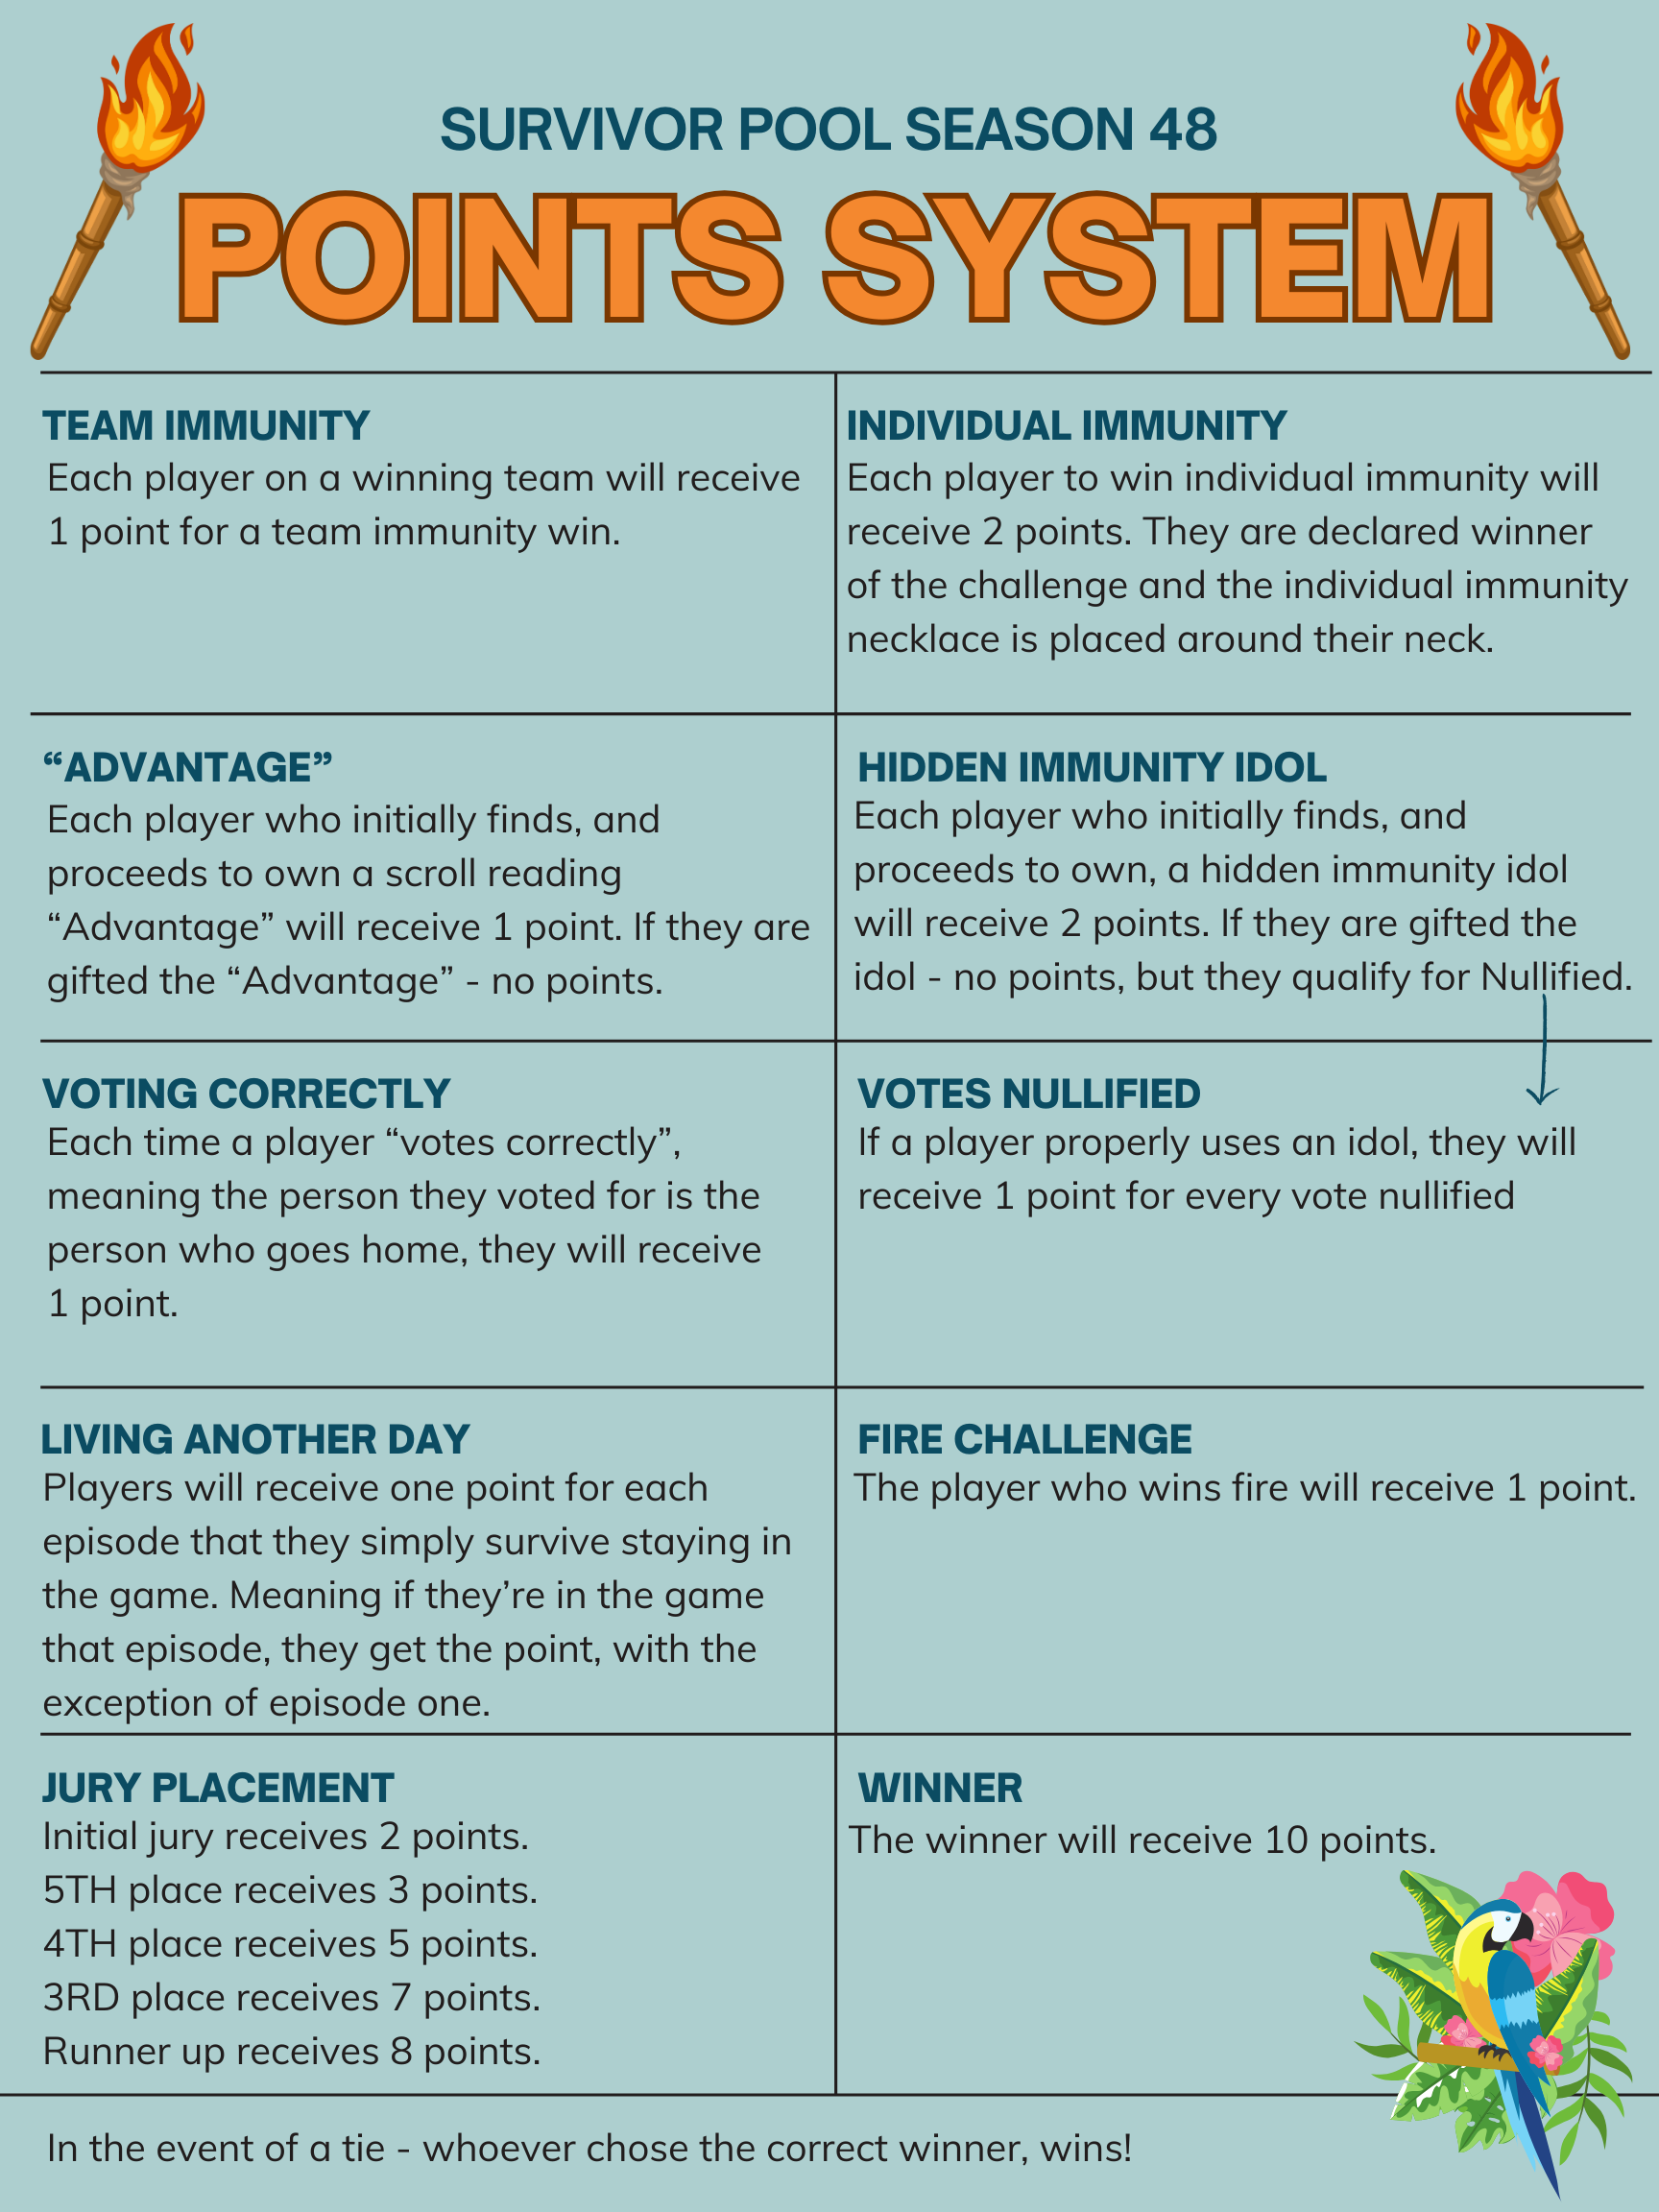 SURVIVOR POOL SEASON 48
POINTS SYSTEM
TEAM IMMUNITY
Each player on a winning team will receive
1 point for a team immunity win.
INDIVIDUAL IMMUNITY
Each player to win individual immunity will
receive 2 points. They are declared winner
of the challenge and the individual immunity
necklace is placed around their neck.
“ADVANTAGE”
Each player who initially finds, and
proceeds to own a scroll reading
“Advantage” will receive 1 point. If they are
gifted the “Advantage” - no points.
HIDDEN IMMUNITY IDOL
Each player who initially finds, and
proceeds to own, a hidden immunity idol
will receive 2 points. If they are gifted the
idol - no points, but they qualify for Nullified.
VOTING CORRECTLY
Each time a player “votes correctly”,
meaning the person they voted for is the
person who goes home, they will receive
1 point.
VOTES NULLIFIED
If a player properly uses an idol, they will
receive 1 point for every vote nullified
LIVING ANOTHER DAY
Players will receive one point for each
episode that they simply survive staying in
the game. Meaning if they’re in the game
that episode, they get the point, with the
exception of episode one.
FIRE CHALLENGE
The player who wins fire will receive 1 point.
JURY PLACEMENT
Initial jury receives 2 points.
5TH place receives 3 points.
4TH place receives 5 points.
3RD place receives 7 points.
Runner up receives 8 points.
WINNER
The winner will receive 10 points.
In the event of a tie - whoever chose the correct winner, wins!